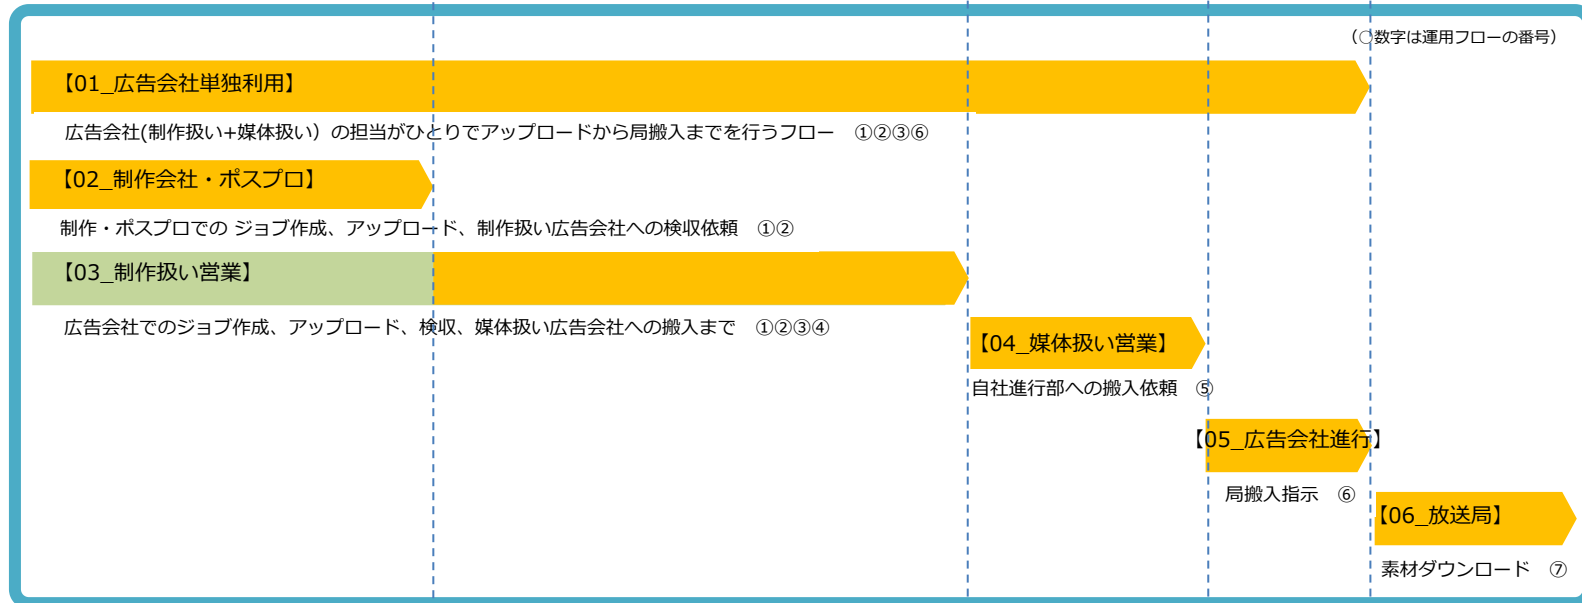 （○数字は運用フローの番号）
【01_広告会社単独利用】
広告会社(制作扱い+媒体扱い）の担当がひとりでアップロードから局搬入までを行うフロー　①②③⑥
【02_制作会社・ポスプロ】
制作・ポスプロでの ジョブ作成、アップロード、制作扱い広告会社への検収依頼　①②
【03_制作扱い営業】
広告会社でのジョブ作成、アップロード、検収、媒体扱い広告会社への搬入まで　①②③④
【04_媒体扱い営業】
自社進行部への搬入依頼　⑤
【05_広告会社進行】
局搬入指示　⑥
【06_放送局】
素材ダウンロード　⑦